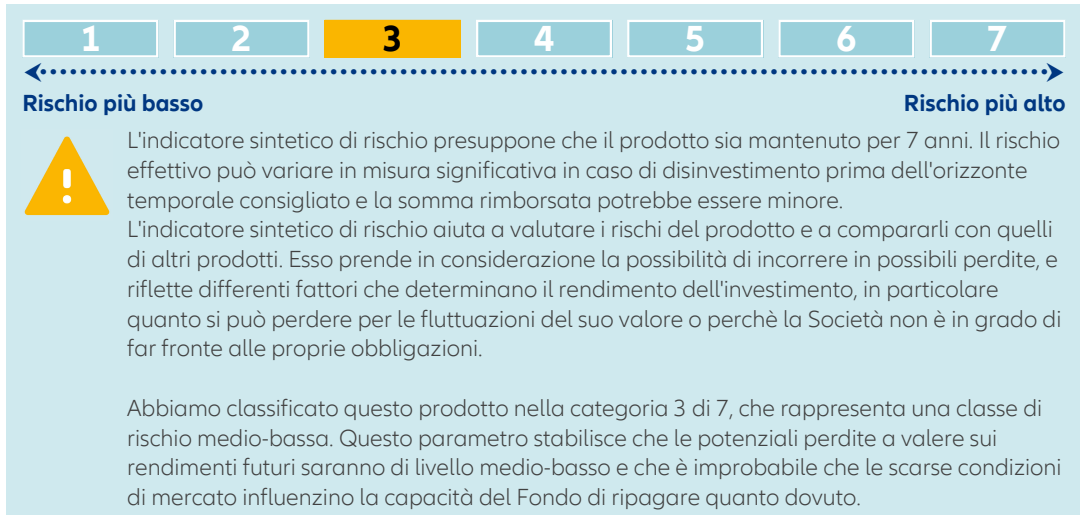 1 2 3 4 5 6 7
Rischio più basso Rischio più alto
L'indicatore sintetico di rischio presuppone che il prodotto sia mantenuto per 7 anni. Il rischio
effettivo può variare in misura significativa in caso di disinvestimento prima dell'orizzonte
temporale consigliato e la somma rimborsata potrebbe essere minore.
L'indicatore sintetico di rischio aiuta a valutare i rischi del prodotto e a compararli con quelli
di altri prodotti. Esso prende in considerazione la possibilità di incorrere in possibili perdite, e
riflette differenti fattori che determinano il rendimento dell'investimento, in particolare
quanto si può perdere per le fluttuazioni del suo valore o perchè la Società non è in grado di
far fronte alle proprie obbligazioni.
Abbiamo classificato questo prodotto nella categoria 3 di 7, che rappresenta una classe di
rischio medio-bassa. Questo parametro stabilisce che le potenziali perdite a valere sui
rendimenti futuri saranno di livello medio-basso e che è improbabile che le scarse condizioni
di mercato influenzino la capacità del Fondo di ripagare quanto dovuto.